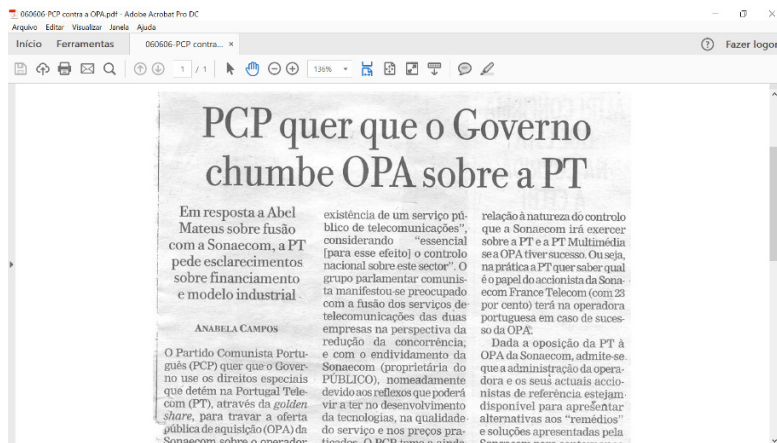 060606-PCP contra a OPA.pdf - Adobe Acrobat Pro DC
Arquivo Editar Visualizar Janela Ajuda
Início Ferramentas 060606-PCP contra... × Fazer logon
1 / 1 136%
PCP quer que o Governo
chumbe OPA sobre a PT
Em resposta a Abel
Mateus sobre fusão
com a Sonaecom, a PT
pede esclarecimentos
sobre financiamento
e modelo industrial
ANABELA CAMPOS
O Partido Comunista Portu-
guês (PCP) quer que o Gover-
no use os direitos especiais
que detém na Portugal Tele-
com (PT), através da golden
share, para travar a oferta
pública de aquisição (OPA) da
Sonaecom sobre o operador
existência de um serviço pú-
blico de telecomunicações",
considerando "essencial
[para esse efeito] o controlo
nacional sobre este sector". O
grupo parlamentar comunis-
ta manifestou-se preocupado
com a fusão dos serviços de
telecomunicações das duas
empresas na perspectiva da
redução da concorrência;
e com o endividamento da
Sonaecom (proprietária do
PÚBLICO), nomeadamente
devido aos reflexos que poderá
vir a ter no desenvolvimento
da tecnologias, na qualidade
do serviço e nos preços pra-
ticados. O PCP toma a ainda
relação à natureza do controlo
que a Sonaecom irá exercer
sobre a PT e a PT Multimédia
se a OPA tiver sucesso. Ou seja,
na prática a PT quer saber qual
é o papel do accionista da Sona-
ecom France Telecom (com 23
por cento) terá na operadora
portuguesa em caso de suces-
so da OPA.
Dada a oposição da PT à
OPA da Sonaecom, admite-se
que a administração da opera-
dora e os seus actuais accio-
nistas de referência estejam
disponível para apresentar
alternativas aos "remédios"
e soluções apresentadas pela